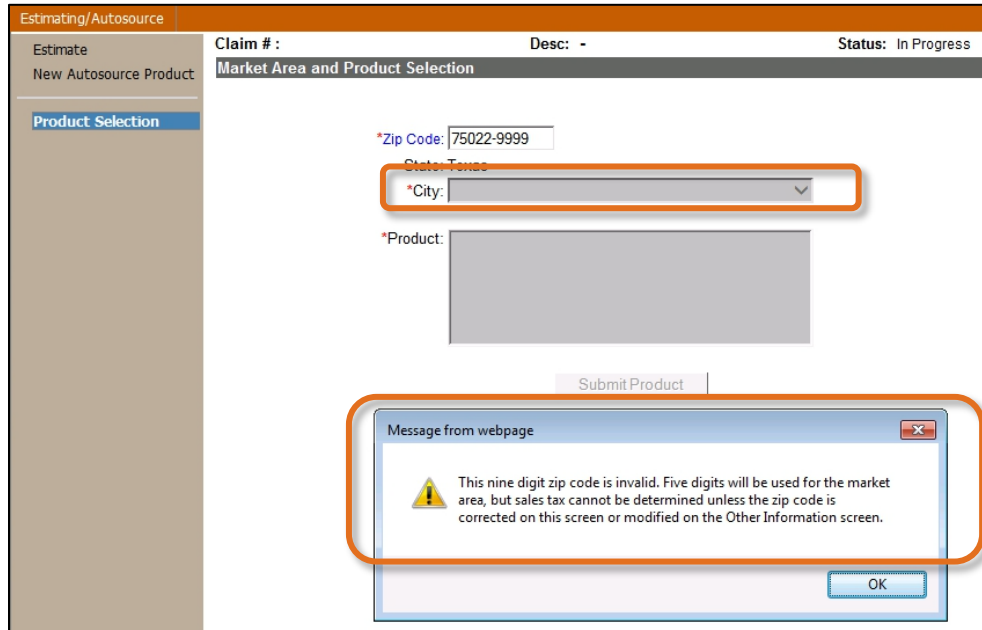 Estimating/Autosource
Estimate
New Autosource Product
Product Selection
Claim # : Desc: - Status: In Progress
Market Area and Product Selection
*Zip Code: 75022-9999
State: Texas
*City:
*Product:
Submit Product
Message from webpage
This nine digit zip code is invalid. Five digits will be used for the market
area, but sales tax cannot be determined unless the zip code is
corrected on this screen or modified on the Other Information screen.
OK